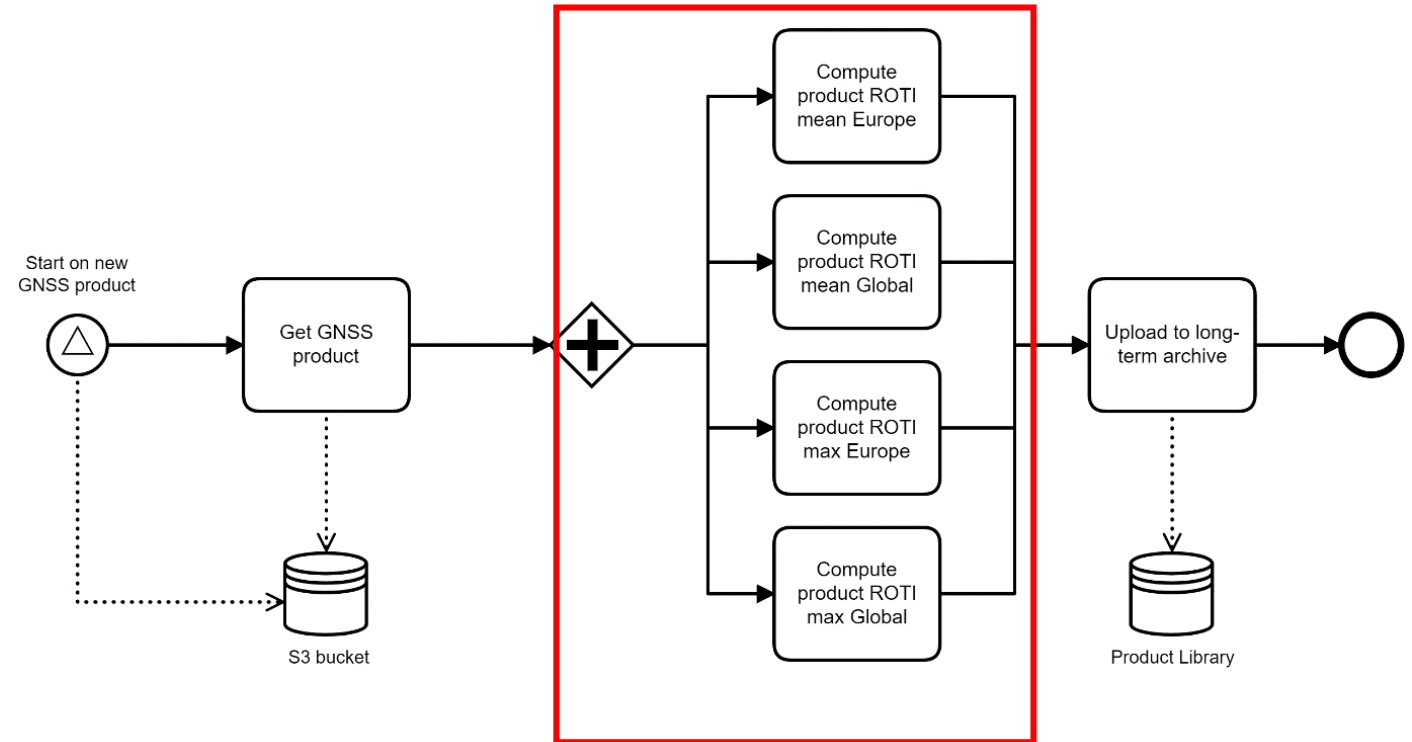 Start on new
GNSS product
Get GNSS
product
S3 bucket
Compute
product ROTI
mean Europe
Compute
product ROTI
mean Global
Compute
product ROTI
max Europe
Compute
product ROTI
max Global
Upload to long-
term archive
Product Library